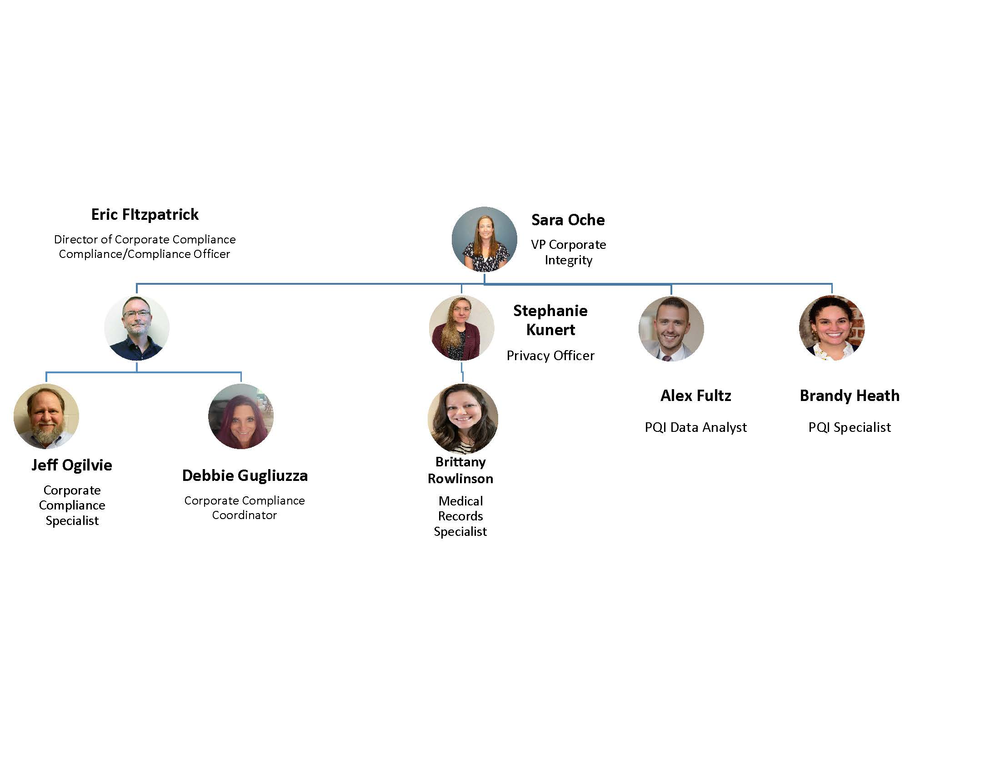 Eric FItzpatrick
Director of Corporate Compliance
Compliance/Compliance Officer
Sara Oche
VP Corporate
Integrity
Stephanie
Kunert
Privacy Officer
Alex Fultz
PQI Data Analyst
Brandy Heath
PQI Specialist
Jeff Ogilvie
Corporate
Compliance
Specialist
Debbie Gugliuzza
Corporate Compliance
Coordinator
Brittany
Rowlinson
Medical
Records
Specialist